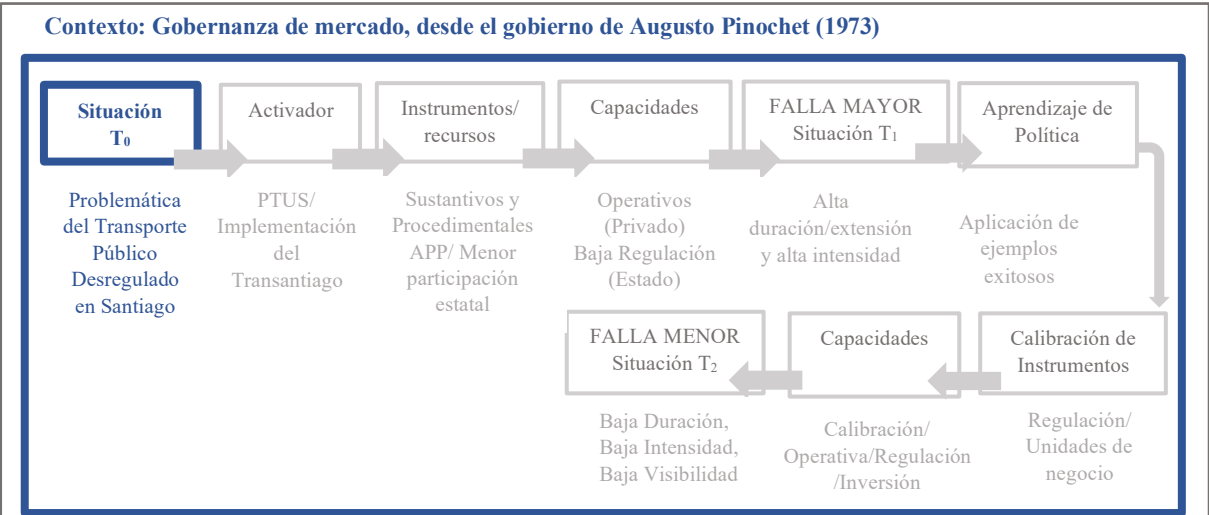 Contexto: Gobernanza de mercado, desde el gobierno de Augusto Pinochet (1973)
Situación
T₀
Activador
Instrumentos/
recursos
Capacidades
FALLA MAYOR
Situación T₁
Aprendizaje de
Política
Problemática
del Transporte
Público
Desregulado
en Santiago
PTUS/
Implementación
del
Transantiago
Sustantivos y
Procedimentales
APP/ Menor
participación
estatal
Operativos
(Privado)
Baja Regulación
(Estado)
Alta
duración/extensión
y alta intensidad
Aplicación de
ejemplos
exitosos
FALLA MENOR
Situación T₂
Capacidades
Calibración de
Instrumentos
Baja Duración,
Baja Intensidad,
Baja Visibilidad
Calibración/
Operativa/Regulación
/Inversión
Regulación/
Unidades de
negocio